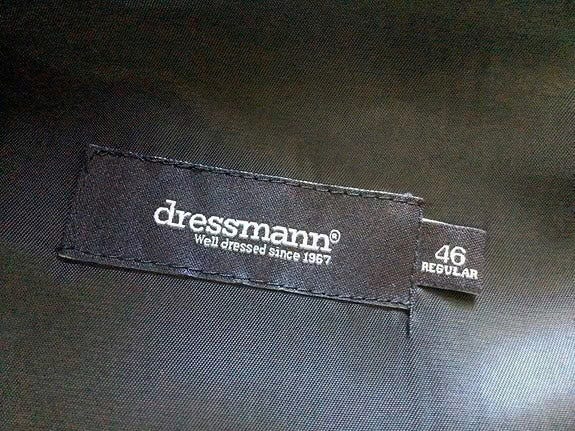 dressmann®
Well dressed since 1967
46
REGULAR